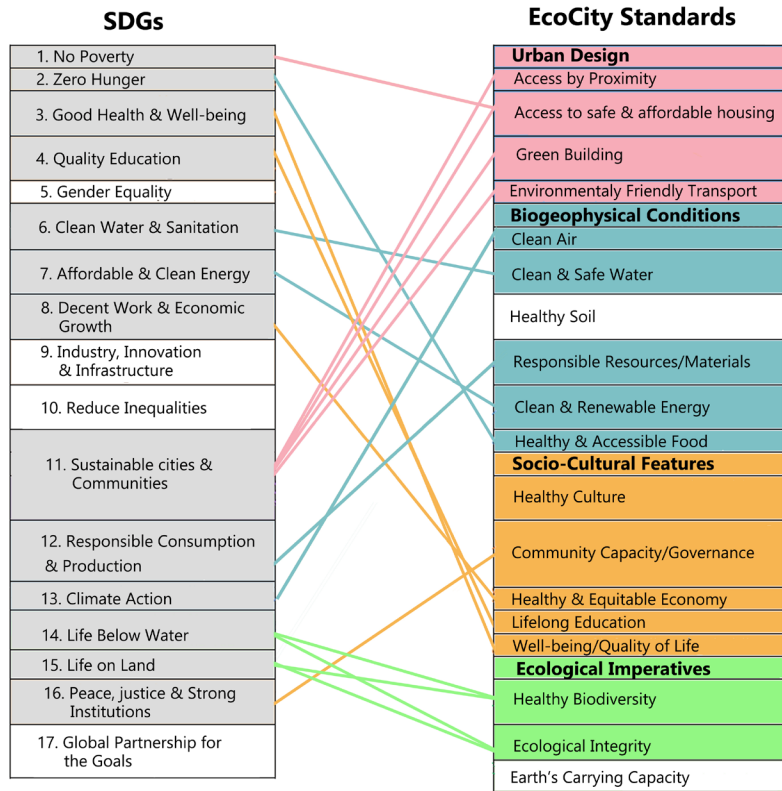 SDGs
1. No Poverty
2. Zero Hunger
3. Good Health & Well-being
4. Quality Education
5. Gender Equality
6. Clean Water & Sanitation
7. Affordable & Clean Energy
8. Decent Work & Economic
Growth
9. Industry, Innovation
& Infrastructure
10. Reduce Inequalities
11. Sustainable cities &
Communities
12. Responsible Consumption
& Production
13. Climate Action
14. Life Below Water
15. Life on Land
16. Peace, justice & Strong
Institutions
17. Global Partnership for
the Goals
EcoCity Standards
Urban Design
Access by Proximity
Access to safe & affordable housing
Green Building
Environmentaly Friendly Transport
Biogeophysical Conditions
Clean Air
Clean & Safe Water
Healthy Soil
Responsible Resources/Materials
Clean & Renewable Energy
Healthy & Accessible Food
Socio-Cultural Features
Healthy Culture
Community Capacity/Governance
Healthy & Equitable Economy
Lifelong Education
Well-being/Quality of Life
Ecological Imperatives
Healthy Biodiversity
Ecological Integrity
Earth's Carrying Capacity